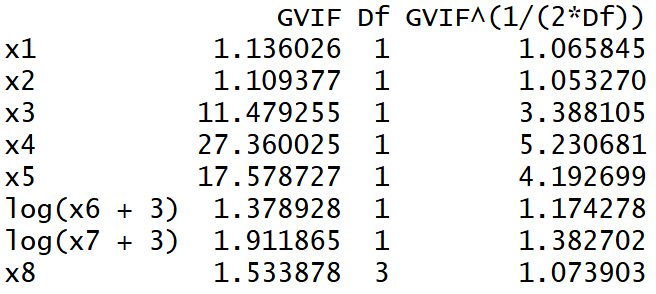 GVIF Df GVIF^(1/(2*Df))
x1 1.136026 1 1.065845
x2 1.109377 1 1.053270
x3 11.479255 1 3.388105
x4 27.360025 1 5.230681
x5 17.578727 1 4.192699
log(x6 + 3) 1.378928 1 1.174278
log(x7 + 3) 1.911865 1 1.382702
x8 1.533878 3 1.073903